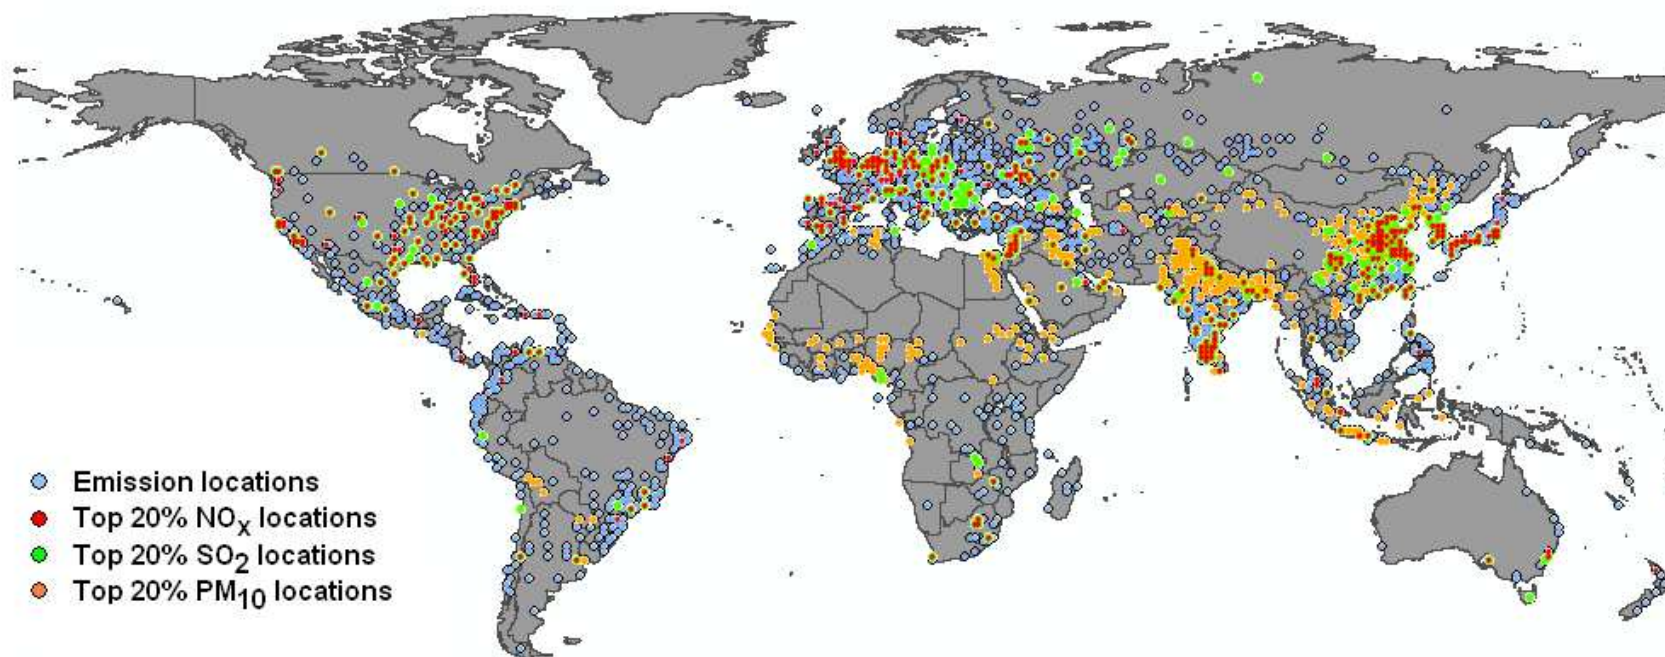 Emission locations
Top 20% NOx locations
Top 20% SO2 locations
Top 20% PM10 locations